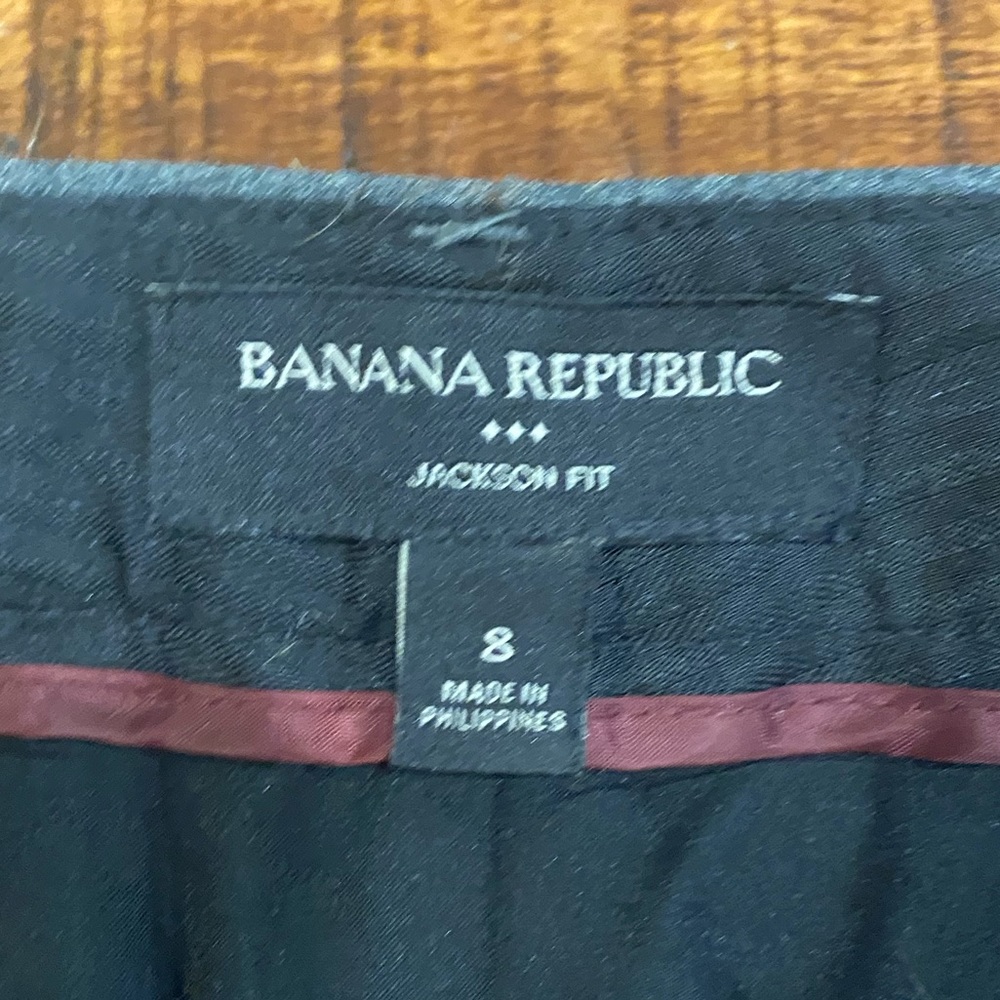 BANANA REPUBLIC
JACKSON FIT
8
MADE IN
PHILIPPINES